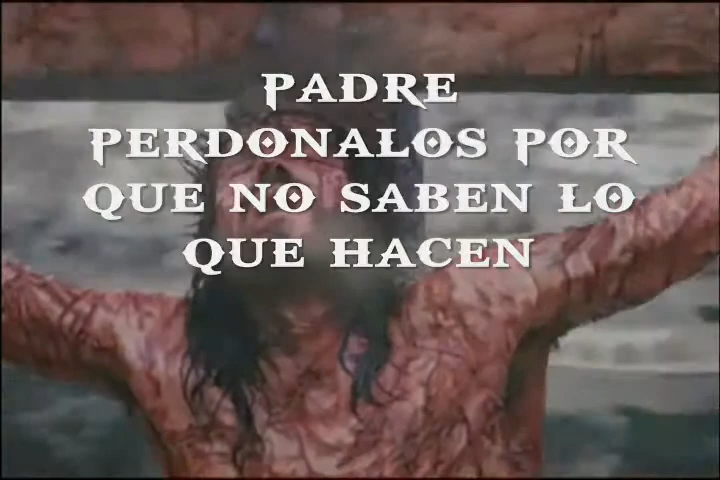 PADRE
PERDONALOS POR
QUE NO SABEN LO
QUE HACEN